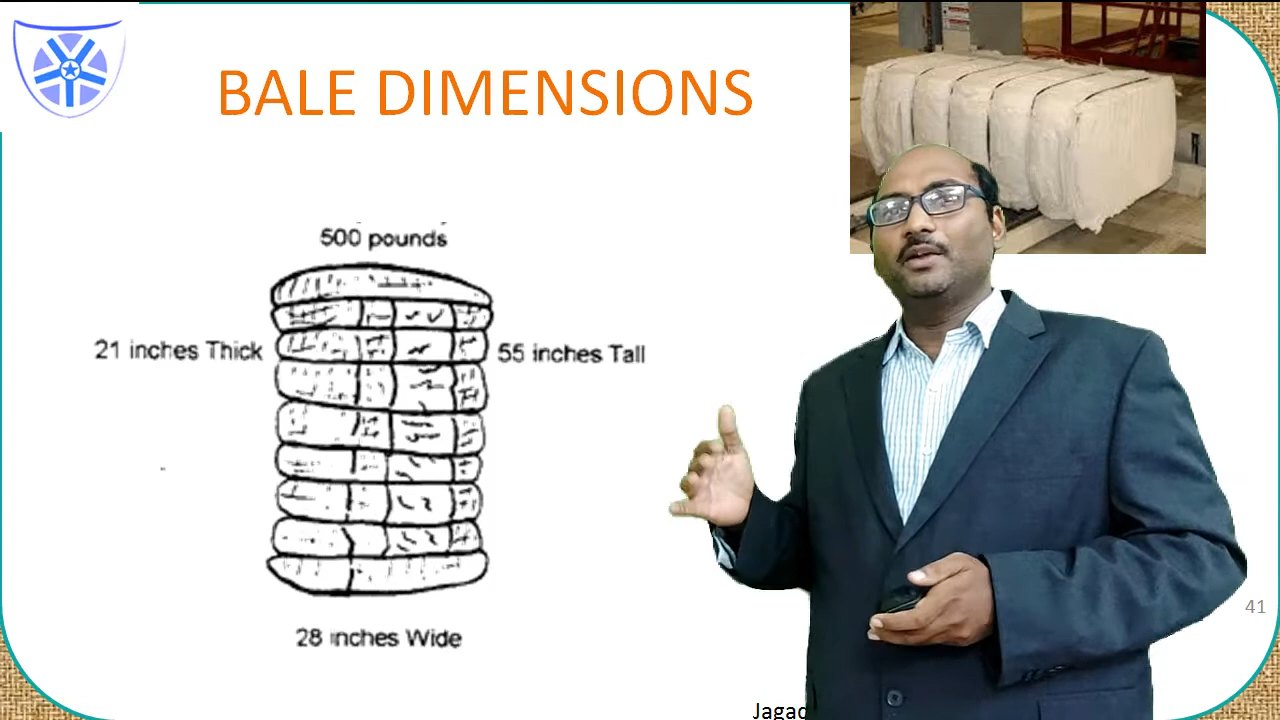 BALE DIMENSIONS
500 pounds
21 inches Thick
55 inches Tall
28 inches Wide
41